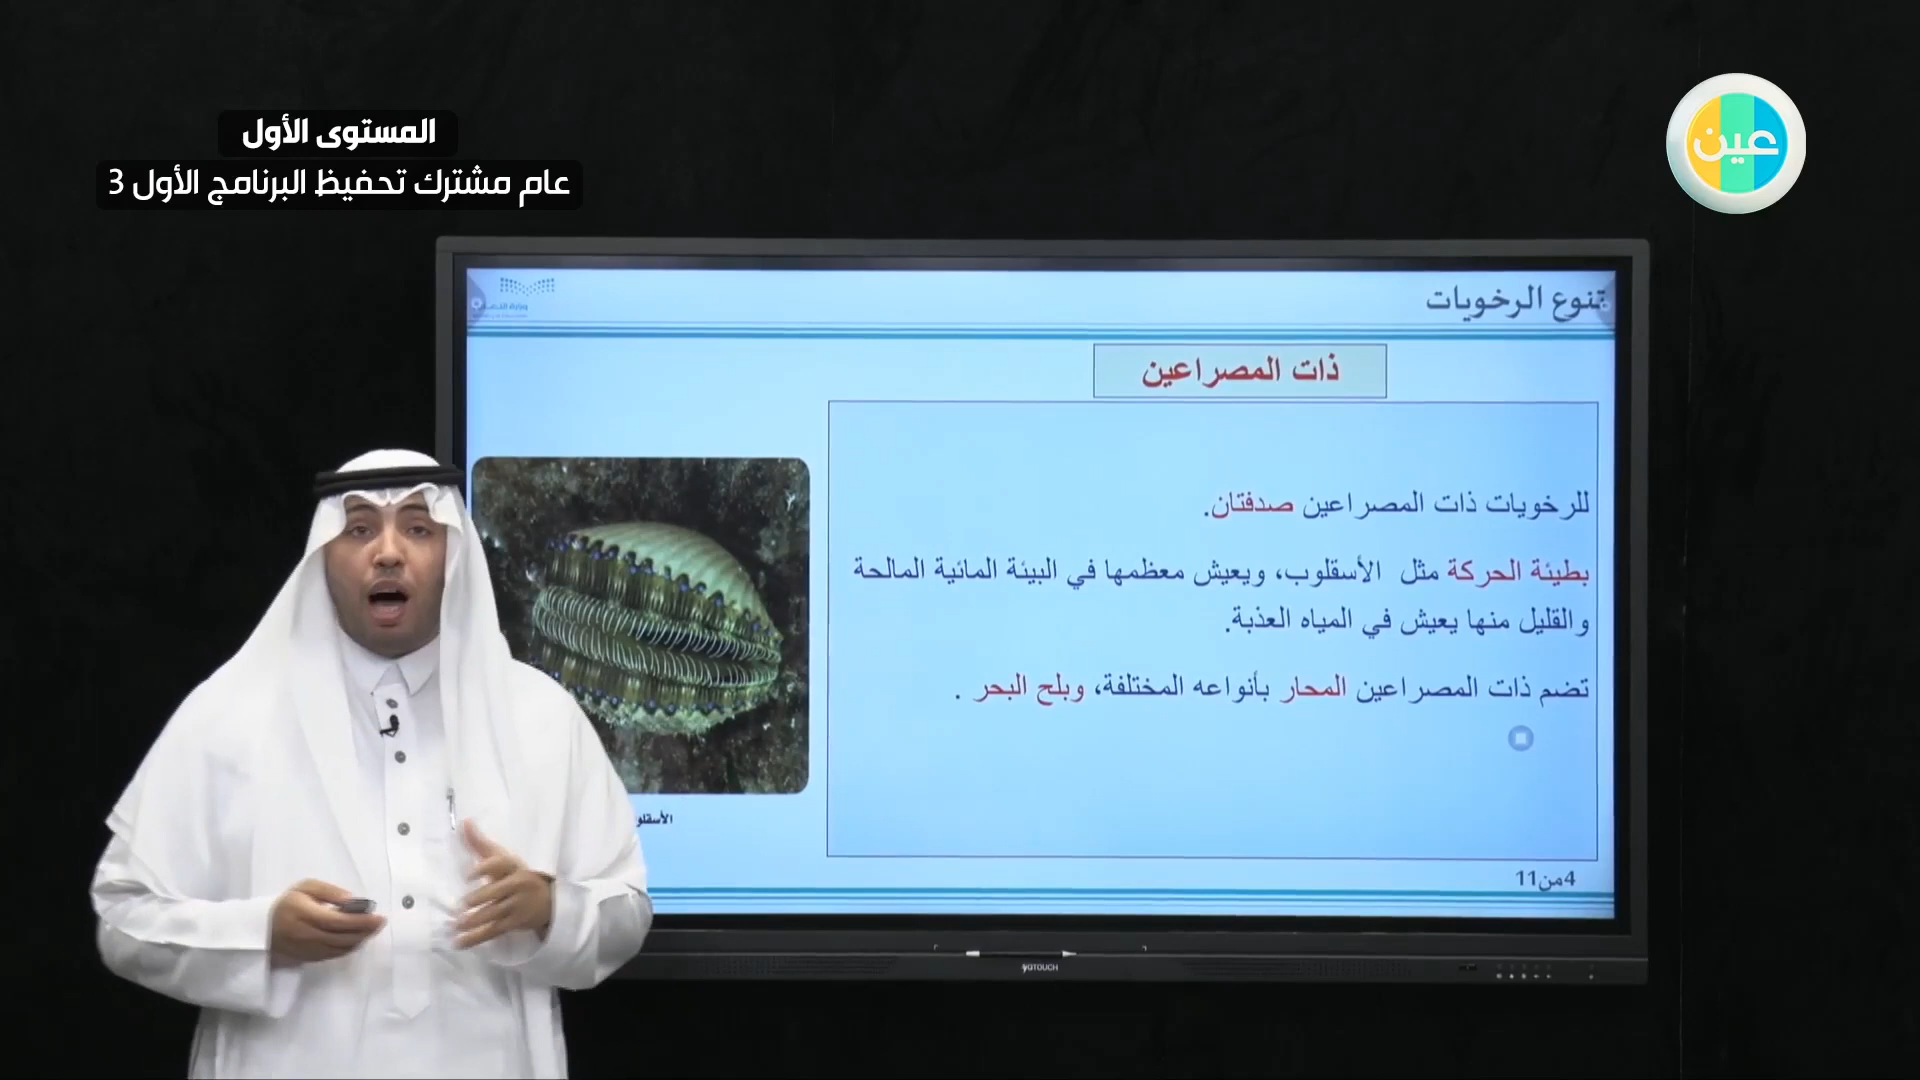 المستوى الأول
عام مشترك تحفيظ البرنامج الأول 3
عين
تنوع الرخويات
ذات المصراعين
للرخويات ذات المصراعين صدفتان.
بطيئة الحركة مثل الأسقلوب، ويعيش معظمها في البيئة المائية المالحة
والقليل منها يعيش في المياه العذبة.
تضم ذات المصراعين المحار بأنواعه المختلفة، وبلح البحر .
4من11